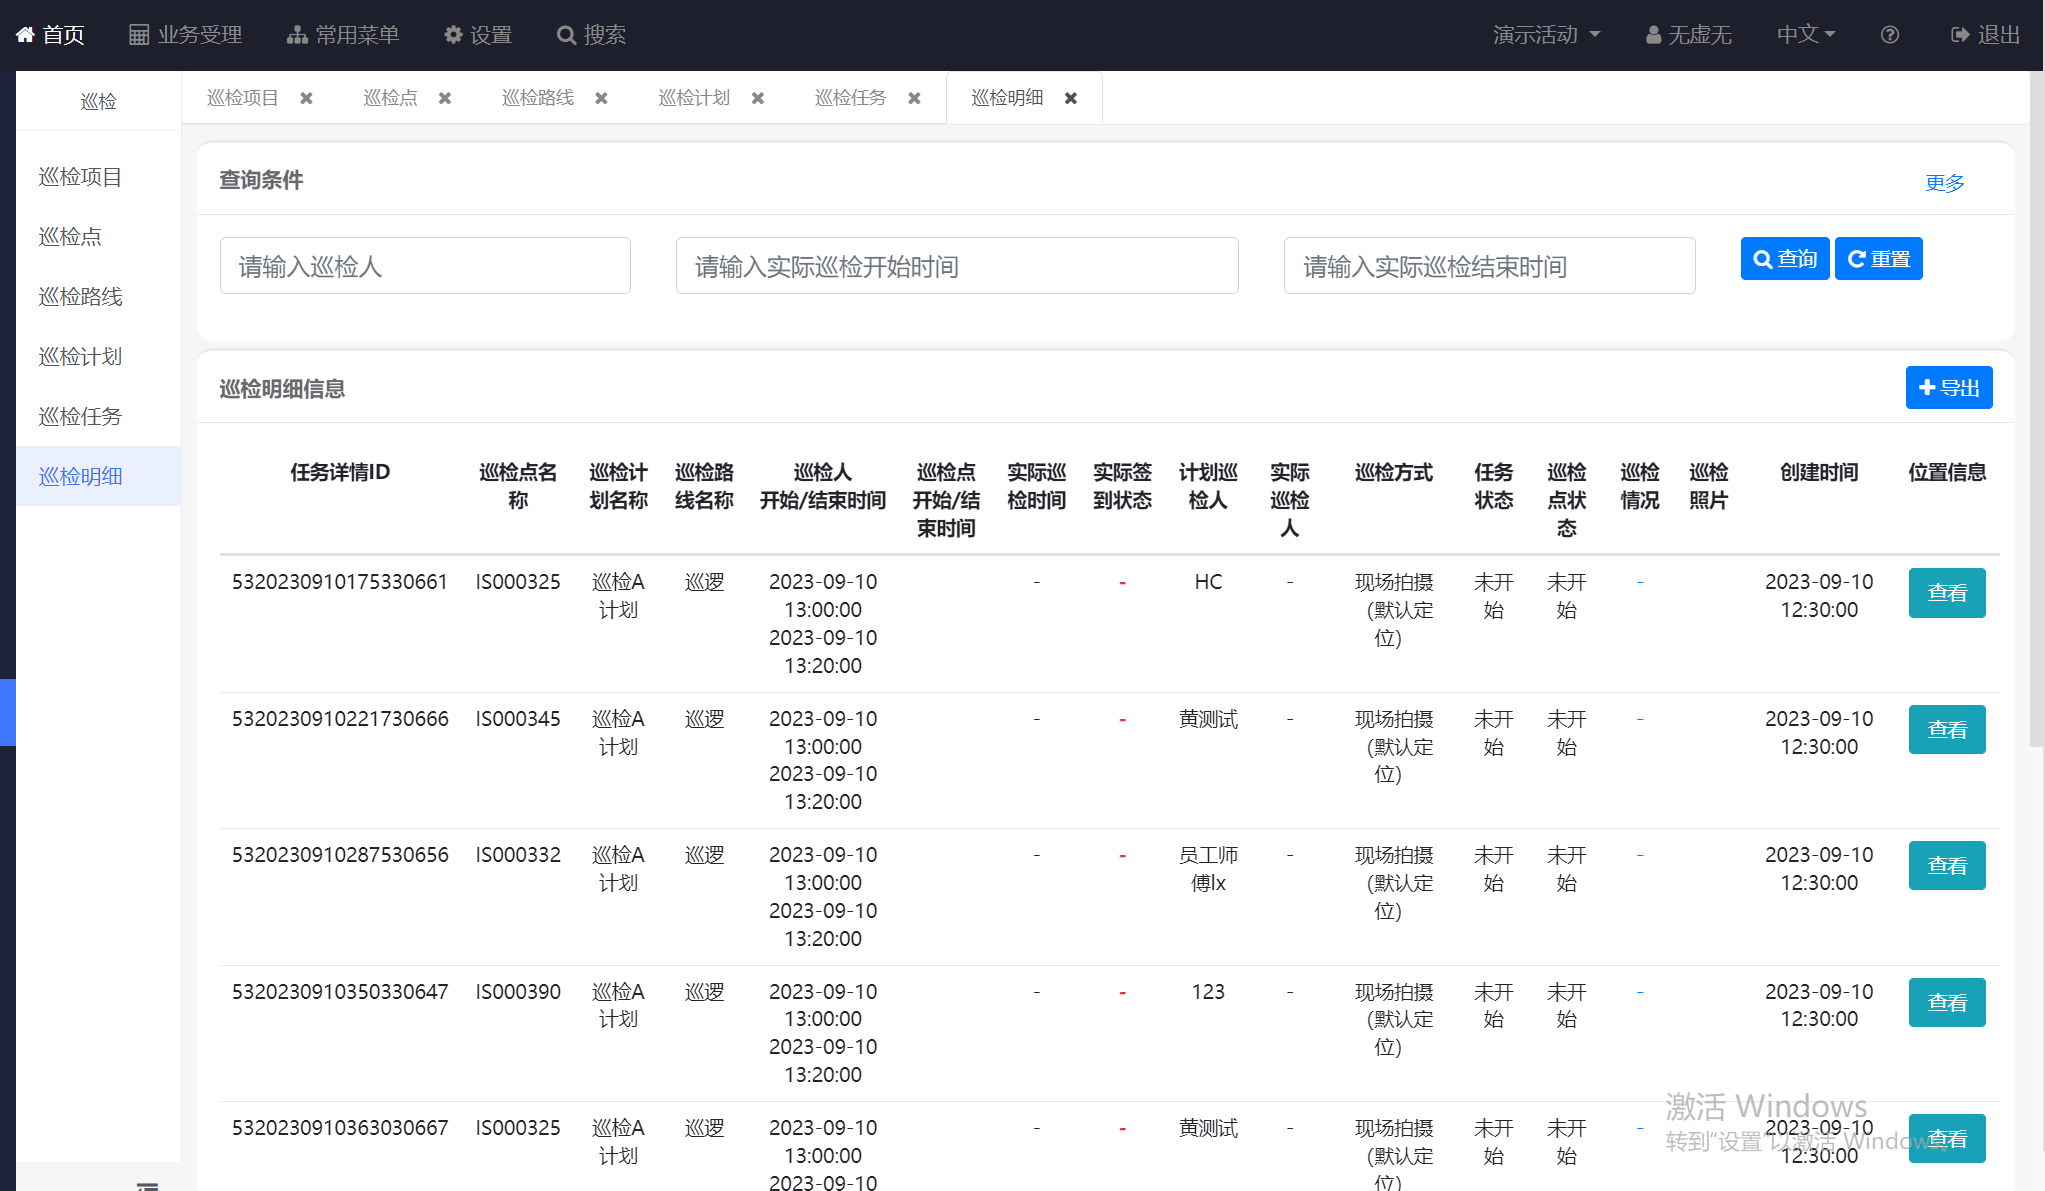 首页 业务受理 常用菜单 设置 搜索 演示活动 无虚无 中文 退出
巡检
巡检项目 巡检点 巡检路线 巡检计划 巡检任务 巡检明细
巡检项目
巡检点
巡检路线
巡检计划
巡检任务
巡检明细
查询条件 更多
请输入巡检人 请输入实际巡检开始时间 请输入实际巡检结束时间 查询 重置
巡检明细信息 导出
任务详情ID 巡检点名 巡检计 巡检路 巡检人 巡检点 实际巡 实际签 计划巡 实际 巡检方式 任务 巡检 巡检 巡检 创建时间 位置信息
称 划名称 线名称 开始/结束时间 开始/结 检时间 到状态 检人 巡检 状态 点状 情况 照片
束时间 人 态
5320230910175330661 IS000325 巡检A 巡逻 2023-09-10 - - HC - 现场拍摄 未开 未开 - 2023-09-10 查看
计划 13:00:00 (默认定 始 始 12:30:00
2023-09-10 位)
13:20:00
5320230910221730666 IS000345 巡检A 巡逻 2023-09-10 - - 黄测试 - 现场拍摄 未开 未开 - 2023-09-10 查看
计划 13:00:00 (默认定 始 始 12:30:00
2023-09-10 位)
13:20:00
5320230910287530656 IS000332 巡检A 巡逻 2023-09-10 - - 员工师 - 现场拍摄 未开 未开 - 2023-09-10 查看
计划 13:00:00 傅lx (默认定 始 始 12:30:00
2023-09-10 位)
13:20:00
5320230910350330647 IS000390 巡检A 巡逻 2023-09-10 - - 123 - 现场拍摄 未开 未开 - 2023-09-10 查看
计划 13:00:00 (默认定 始 始 12:30:00
2023-09-10 位)
13:20:00
5320230910363030667 IS000325 巡检A 巡逻 2023-09-10 - - 黄测试 - 现场拍摄 未开 未开 - 2023-09-10 查看
计划 13:00:00 (默认定 始 始 12:30:00
2023-09-10 位)
激活 Windows
转到"设置"以激活 Windows。